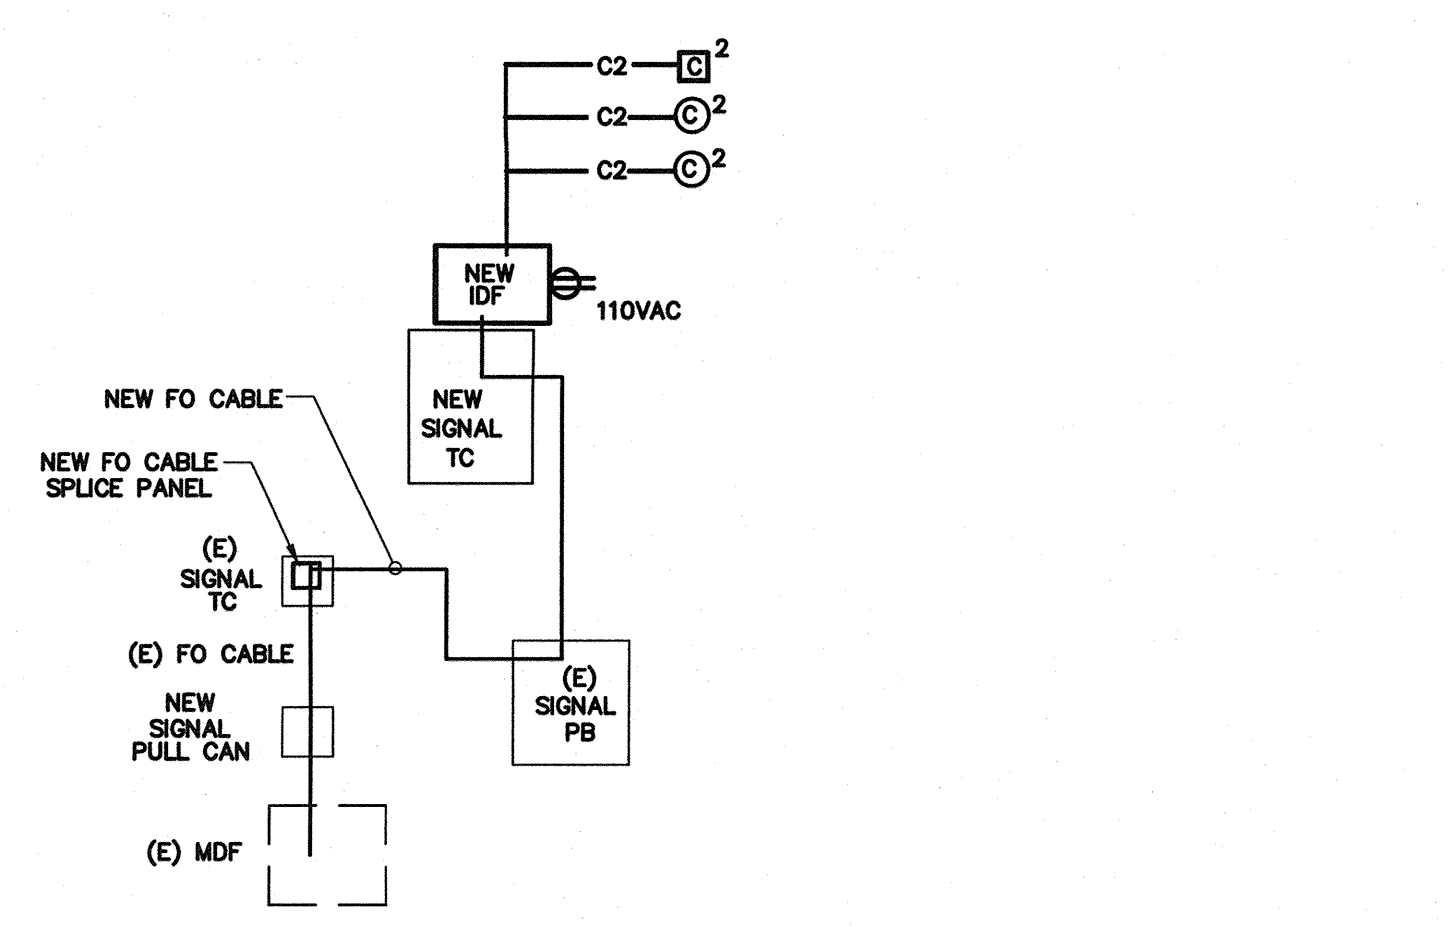 C2 C 2
C2 C 2
C2 C 2
NEW
IDF
110VAC
NEW
SIGNAL
TC
NEW FO CABLE
NEW FO CABLE
SPLICE PANEL
(E)
SIGNAL
TC
(E) FO CABLE
(E)
SIGNAL
PB
NEW
SIGNAL
PULL CAN
(E) MDF